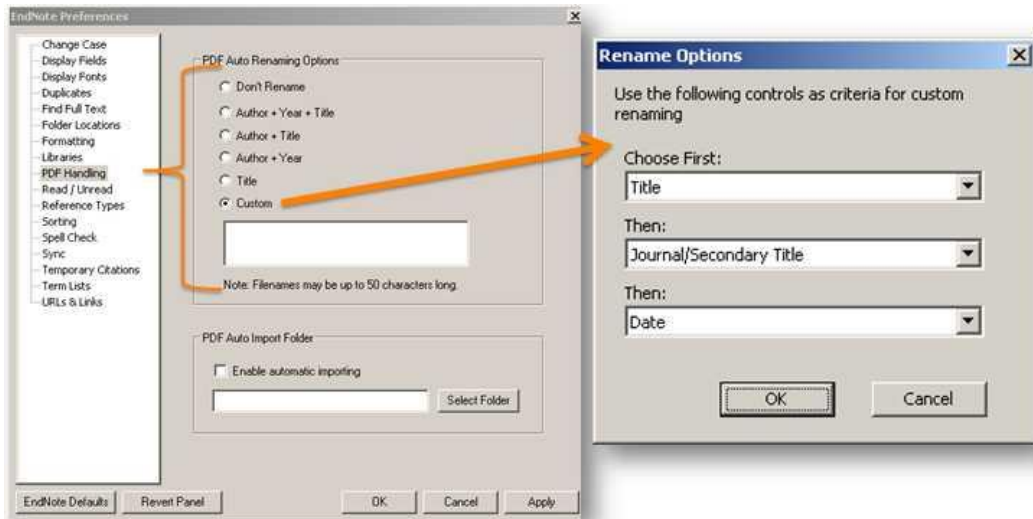 EndNote Preferences
Change Case
Display Fields
Display Fonts
Duplicates
Find Full Text
Folder Locations
Formatting
Libraries
PDF Handling
Read / Unread
Reference Types
Sorting
Spell Check
Sync
Temporary Citations
Term Lists
URLs & Links
PDF Auto Renaming Options
Don't Rename
Author + Year + Title
Author + Title
Author + Year
Title
Custom
Note: Filenames may be up to 50 characters long.
PDF Auto Import Folder
Enable automatic importing
Select Folder
EndNote Defaults
Revert Panel
OK
Cancel
Apply
Rename Options
Use the following controls as criteria for custom
renaming
Choose First:
Title
Then:
Journal/Secondary Title
Then:
Date
OK
Cancel